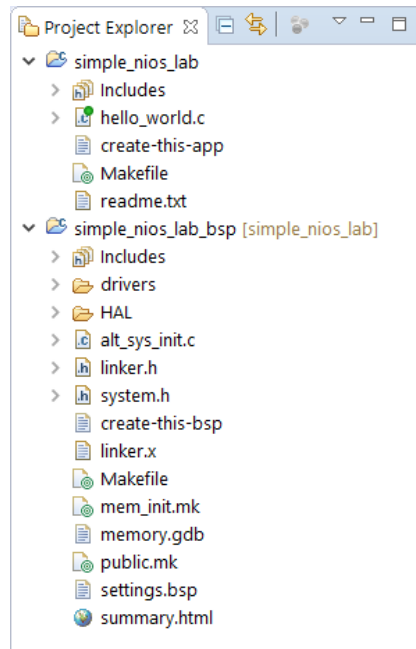 Project Explorer
simple_nios_lab
Includes
hello_world.c
create-this-app
Makefile
readme.txt
simple_nios_lab_bsp [simple_nios_lab]
Includes
drivers
HAL
alt_sys_init.c
linker.h
system.h
create-this-bsp
linker.x
Makefile
mem_init.mk
memory.gdb
public.mk
settings.bsp
summary.html